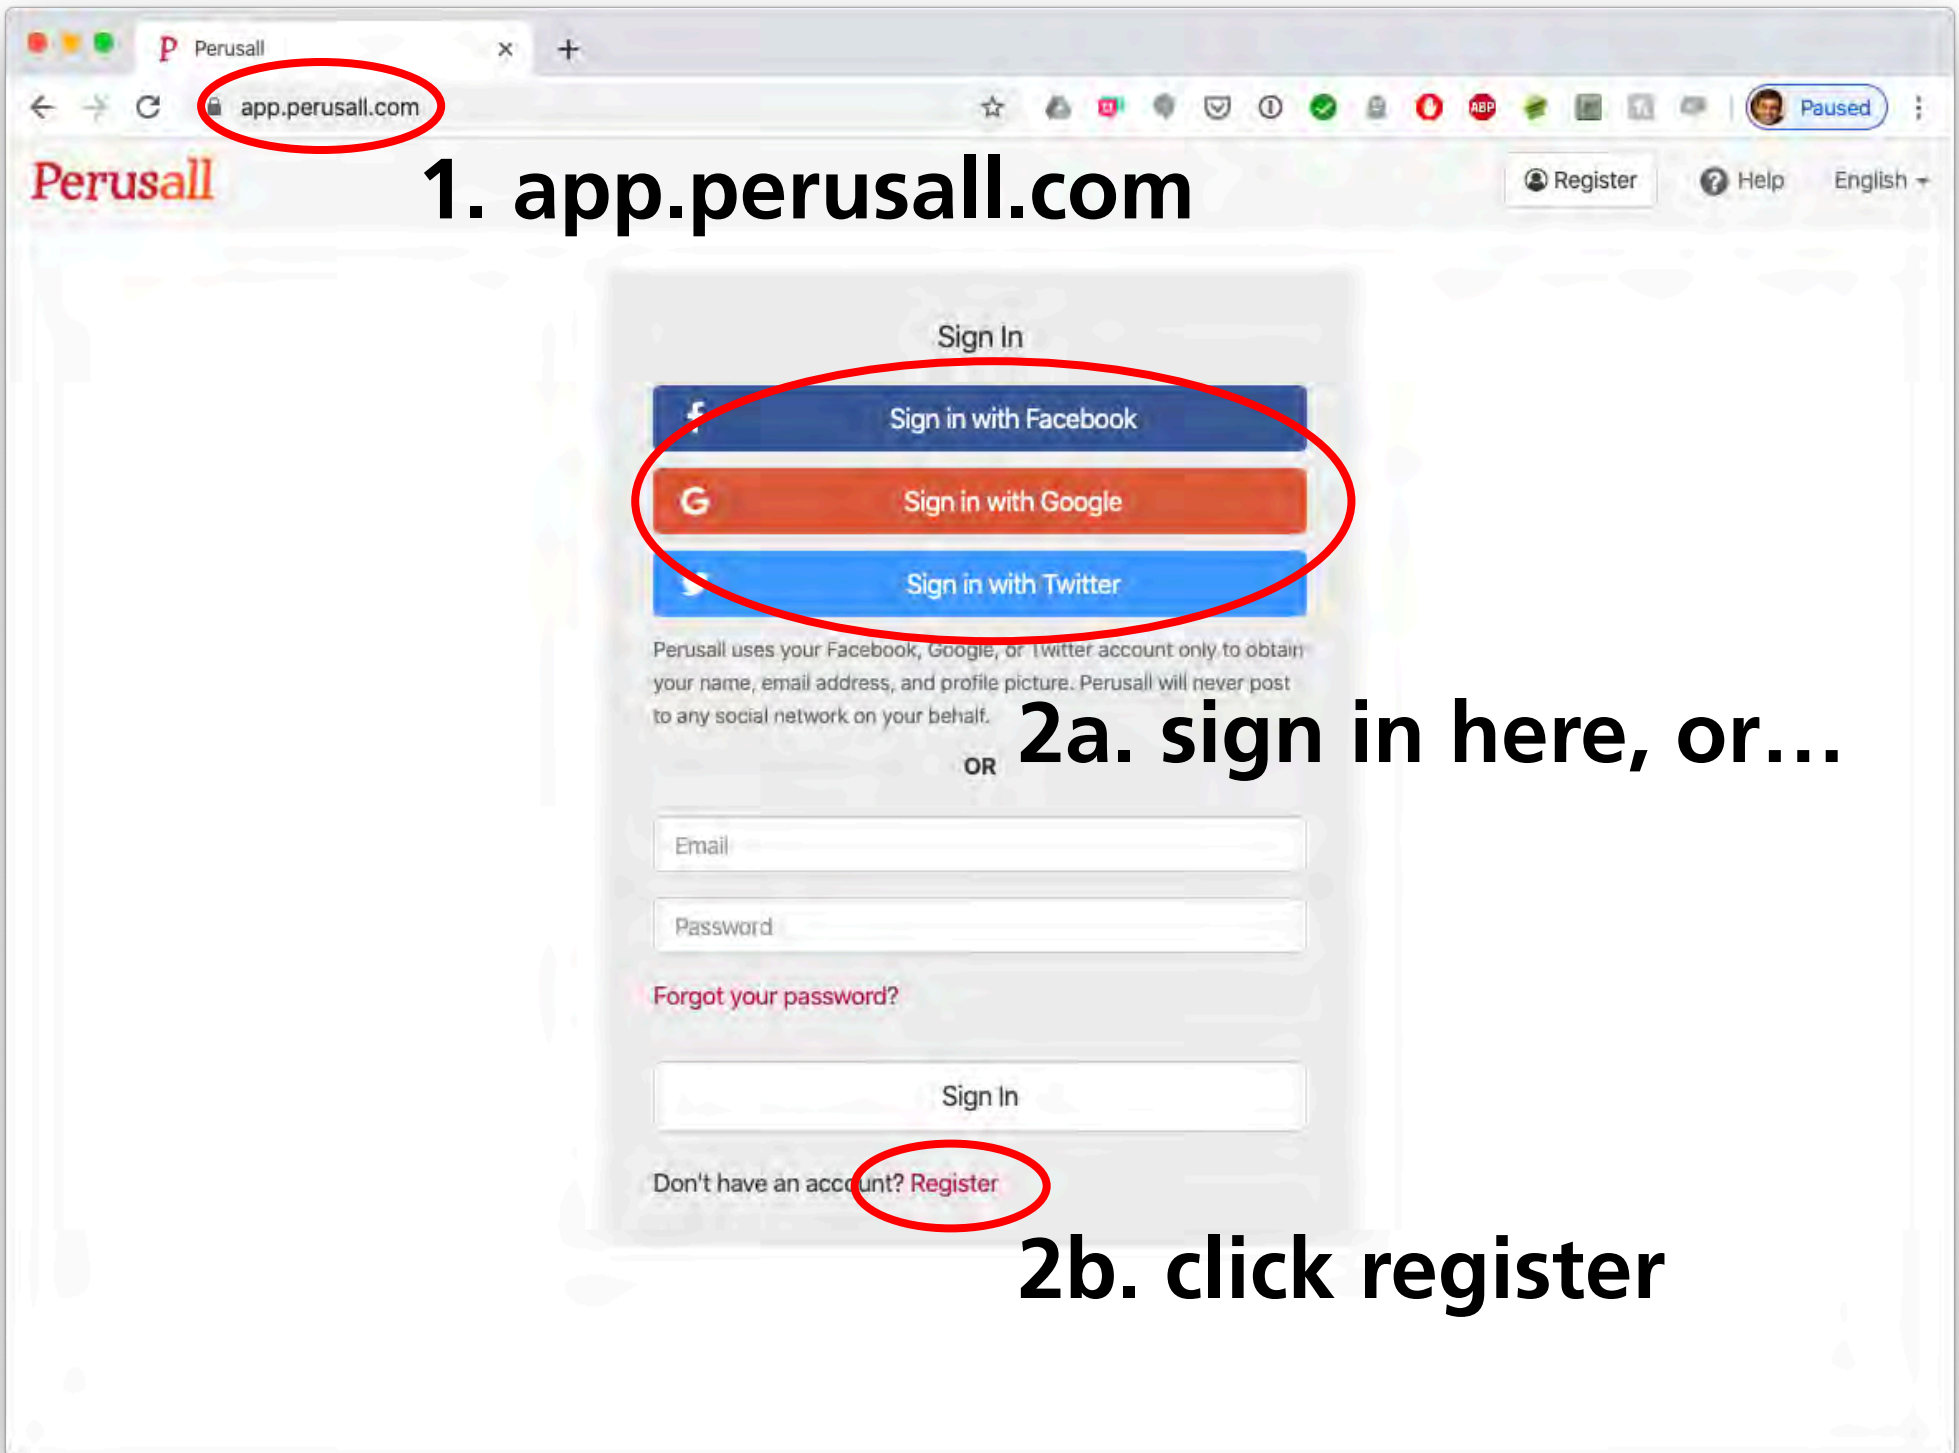 Perusall
app.perusall.com
ABP
Paused
Perusall
1. app.perusall.com
Register
Help
English
Sign In
Sign in with Facebook
Sign in with Google
Sign in with Twitter
Perusall uses your Facebook, Google, or Twitter account only to obtain
your name, email address, and profile picture. Perusall will never post
to any social network on your behalf.
2a. sign in here, or...
OR
Email
Password
Forgot your password?
Sign In
Don't have an account? Register
2b. click register